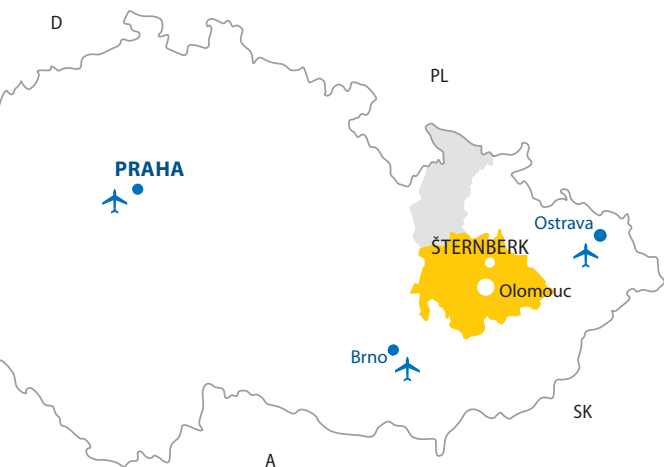 D
PL
PRAHA
Ostrava
ŠTERNBERK
Olomouc
Brno
SK
A